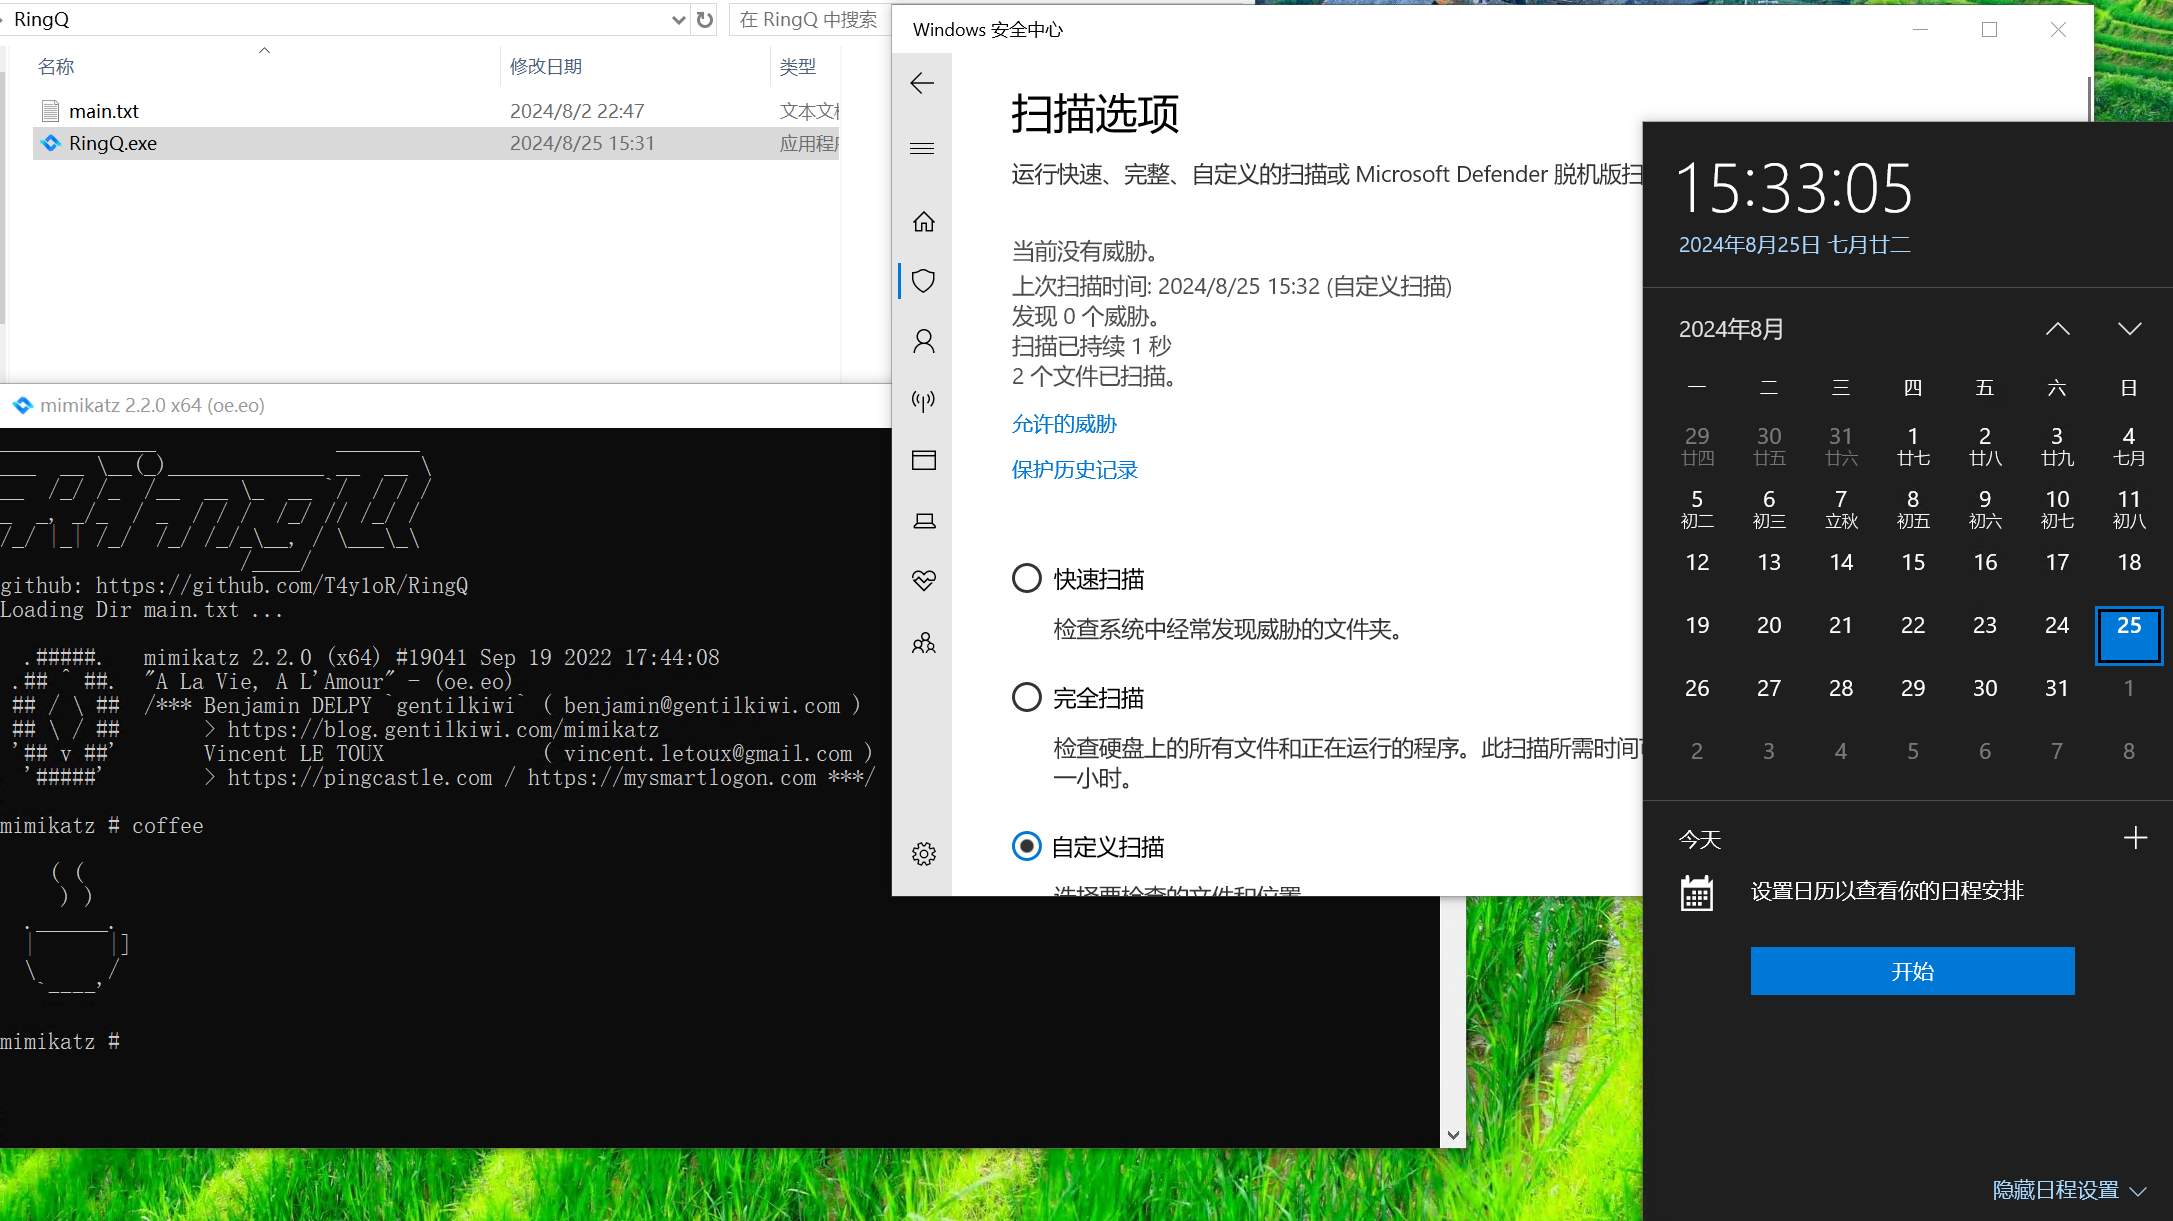 RingQ
在 RingQ 中搜索
名称
修改日期
类型
main.txt
2024/8/2 22:47
文本文档
RingQ.exe
2024/8/25 15:31
应用程序
mimikatz 2.2.0 x64 (oe.eo)
github: https://github.com/T4y1oR/RingQ
Loading Dir main.txt ...
.#####.   mimikatz 2.2.0 (x64) #19041 Sep 19 2022 17:44:08
.## ^ ##.  "A La Vie, A L'Amour" - (oe.eo)
## / \ ##  /*** Benjamin DELPY `gentilkiwi` ( benjamin@gentilkiwi.com )
## \ / ##       > https://blog.gentilkiwi.com/mimikatz
'## v ##'       Vincent LE TOUX             ( vincent.letoux@gmail.com )
'#####'        > https://pingcastle.com / https://mysmartlogon.com ***/
mimikatz # coffee
mimikatz #
Windows 安全中心
扫描选项
运行快速、完整、自定义的扫描或 Microsoft Defender 脱机版扫
当前没有威胁。
上次扫描时间: 2024/8/25 15:32 (自定义扫描)
发现 0 个威胁。
扫描已持续 1 秒
2 个文件已扫描。
允许的威胁
保护历史记录
快速扫描
检查系统中经常发现威胁的文件夹。
完全扫描
检查硬盘上的所有文件和正在运行的程序。此扫描所需时间可
一小时。
自定义扫描
选择要检查的文件和位置
15:33:05
2024年8月25日 七月廿二
2024年8月
一 二 三 四 五 六 日
29 30 31 1 2 3 4
廿四 廿五 廿六 廿七 廿八 廿九 七月
5 6 7 8 9 10 11
初二 初三 立秋 初五 初六 初七 初八
12 13 14 15 16 17 18
19 20 21 22 23 24 25
26 27 28 29 30 31 1
2 3 4 5 6 7 8
今天
设置日历以查看你的日程安排
开始
隐藏日程设置